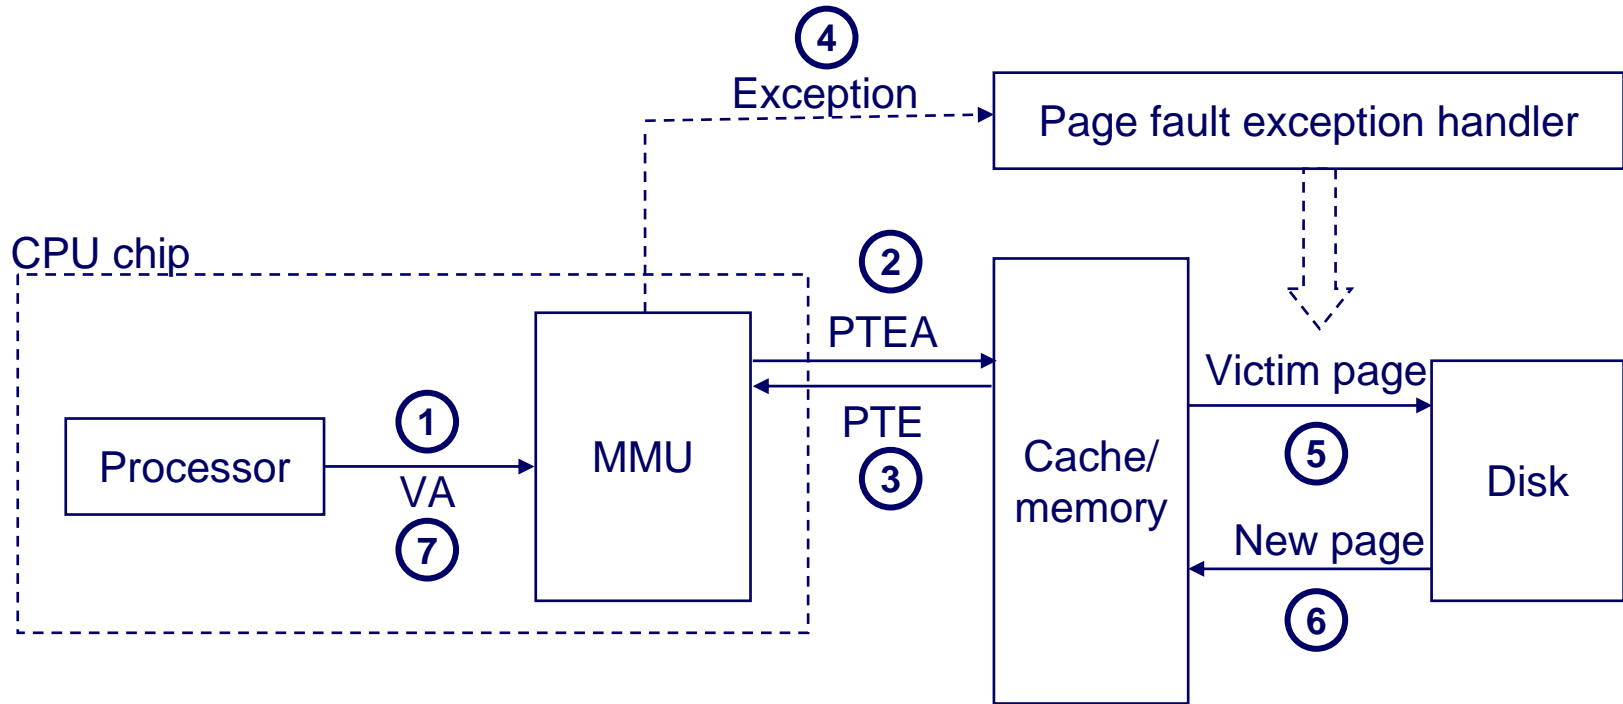 4
Exception
Page fault exception handler
CPU chip
2
PTEA
Victim page
1
Processor
VA
7
MMU
PTE
3
Cache/
memory
5
Disk
New page
6